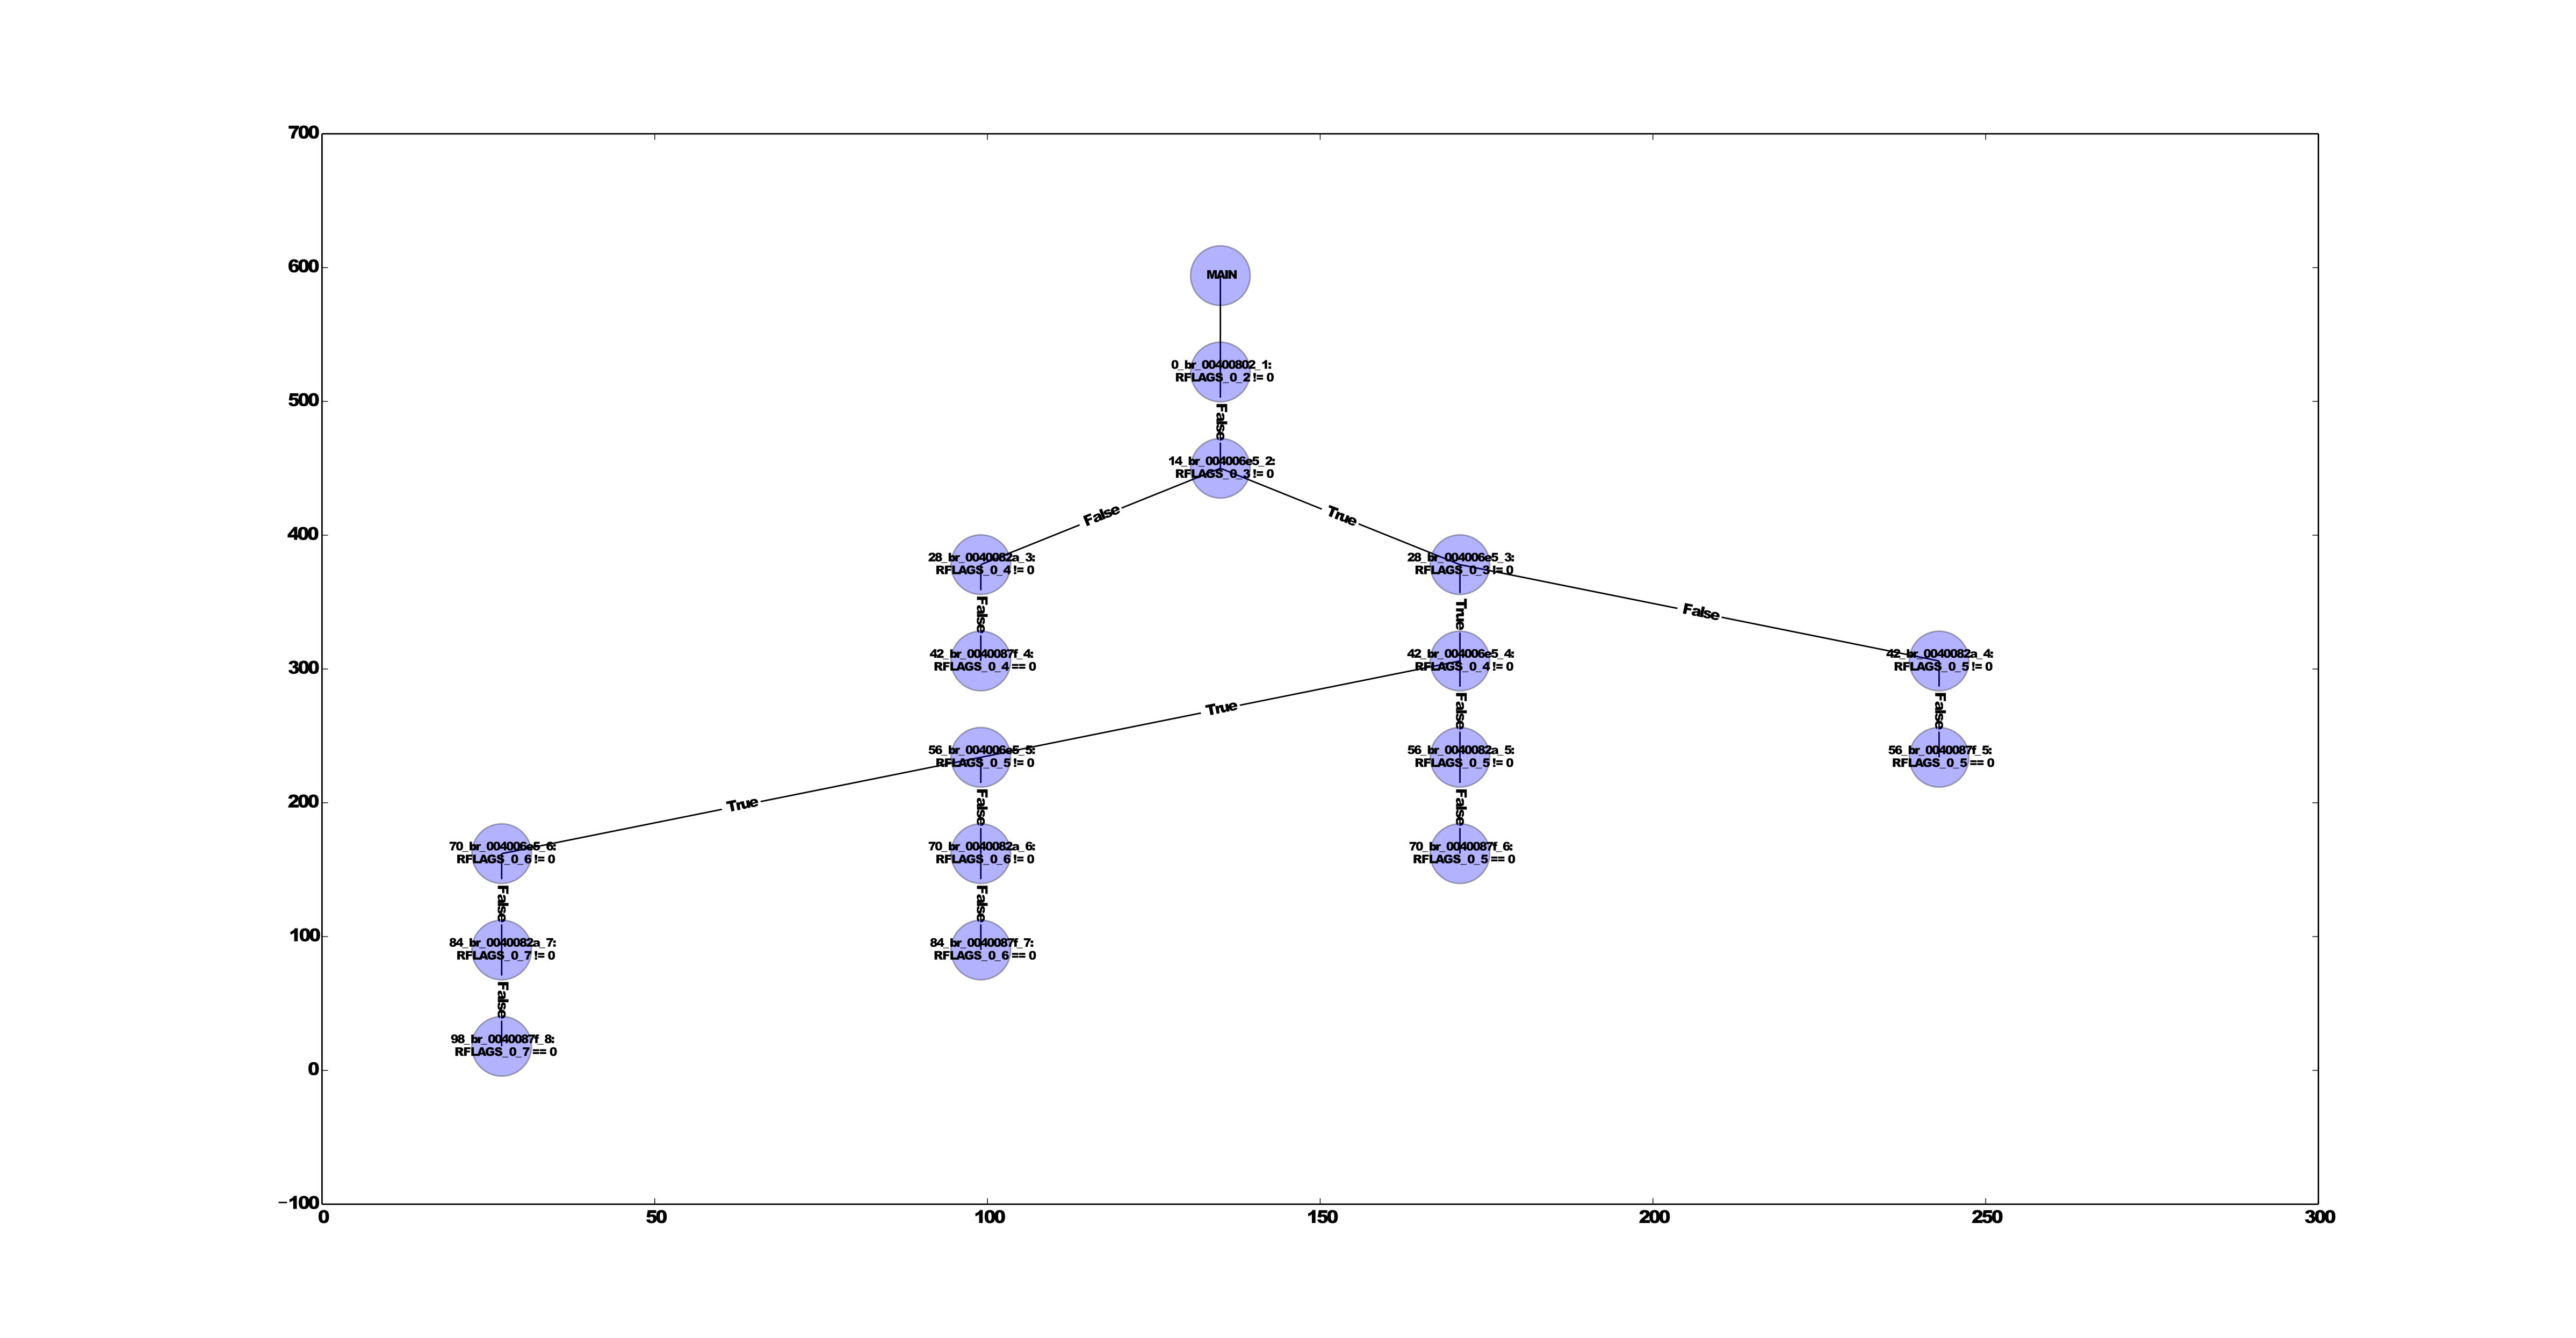 700
600
500
400
300
200
100
0
−100
MAIN
0_br_00400802_1:
RFLAGS_0_2 != 0
False
14_br_004006e5_2:
RFLAGS_0_3 != 0
False
True
28_br_0040082a_3:
RFLAGS_0_4 != 0
28_br_004006e5_3:
RFLAGS_0_3 != 0
False
True
False
42_br_0040087f_4:
RFLAGS_0_4 == 0
42_br_004006e5_4:
RFLAGS_0_4 != 0
42_br_0040082a_4:
RFLAGS_0_5 != 0
True
False
False
56_br_004006e5_5:
RFLAGS_0_5 != 0
56_br_0040082a_5:
RFLAGS_0_5 != 0
56_br_0040087f_5:
RFLAGS_0_5 == 0
True
False
False
70_br_004006e5_6:
RFLAGS_0_6 != 0
70_br_0040082a_6:
RFLAGS_0_6 != 0
70_br_0040087f_6:
RFLAGS_0_5 == 0
False
False
84_br_0040082a_7:
RFLAGS_0_7 != 0
84_br_0040087f_7:
RFLAGS_0_6 == 0
False
98_br_0040087f_8:
RFLAGS_0_7 == 0
0
50
100
150
200
250
300